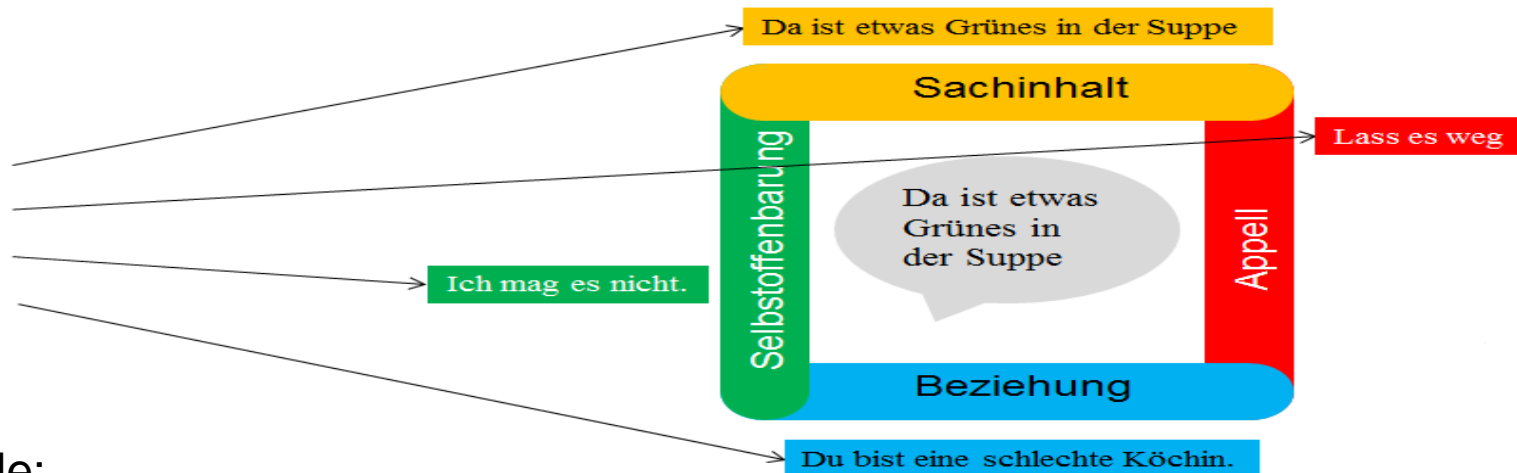 Da ist etwas Grünes in der Suppe
Sachinhalt
Lass es weg
Selbstoffenbarung
Da ist etwas
Grünes in
der Suppe
Appell
Ich mag es nicht.
Beziehung
Du bist eine schlechte Köchin.